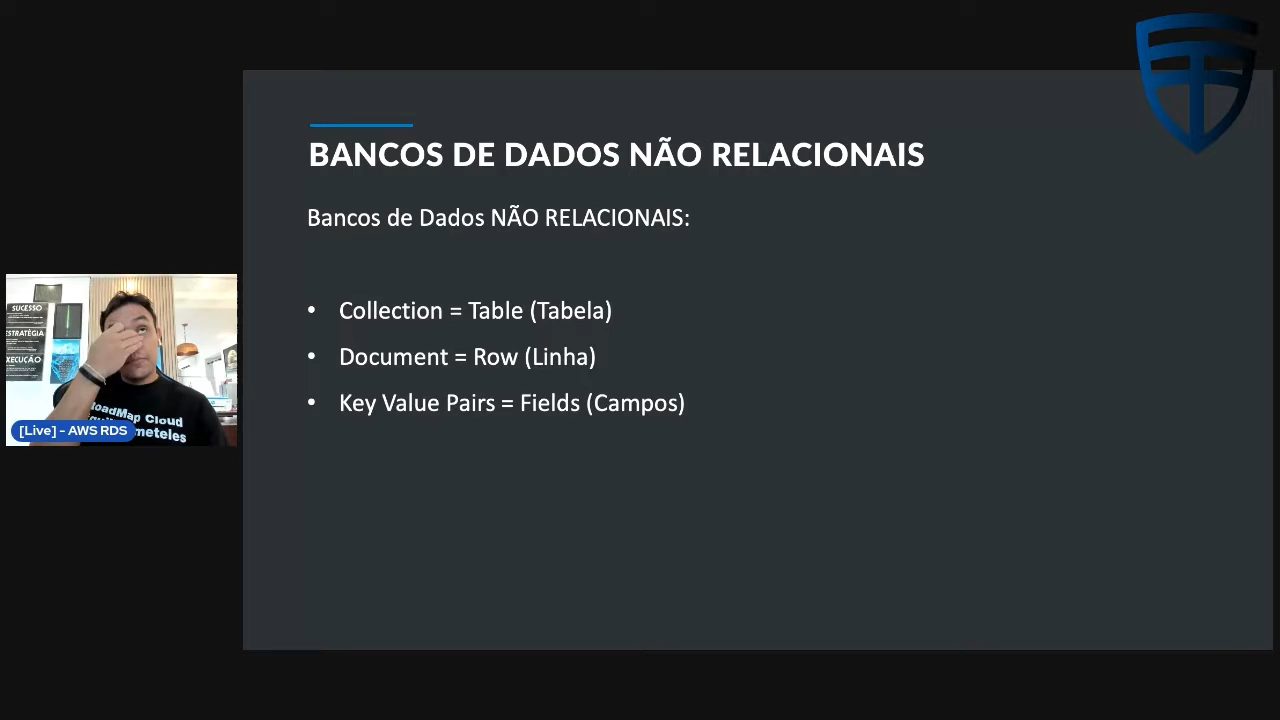 BANCOS DE DADOS NÃO RELACIONAIS
Bancos de Dados NÃO RELACIONAIS:
• Collection = Table (Tabela)
• Document = Row (Linha)
• Key Value Pairs = Fields (Campos)
SUCESSO
ESTRATÉGIA
EXECUÇÃO
RoadMap Cloud
meteles
[Live] - AWS RDS